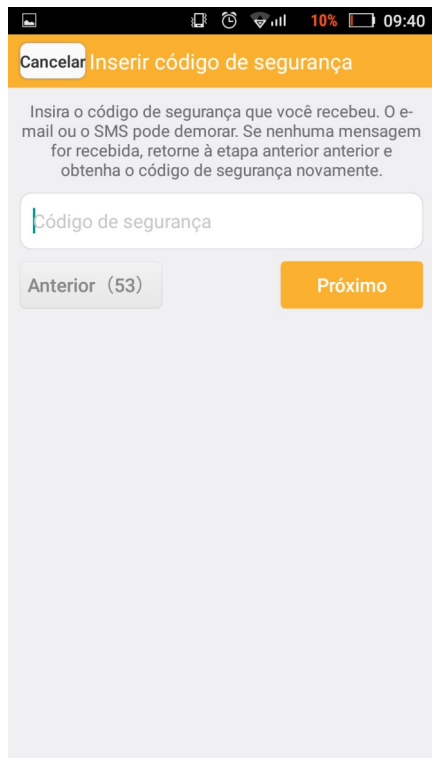 10% 09:40
Cancelar Inserir código de segurança
Insira o código de segurança que você recebeu. O e-
mail ou o SMS pode demorar. Se nenhuma mensagem
for recebida, retorne à etapa anterior anterior e
obtenha o código de segurança novamente.
Código de segurança
Anterior（53） Próximo